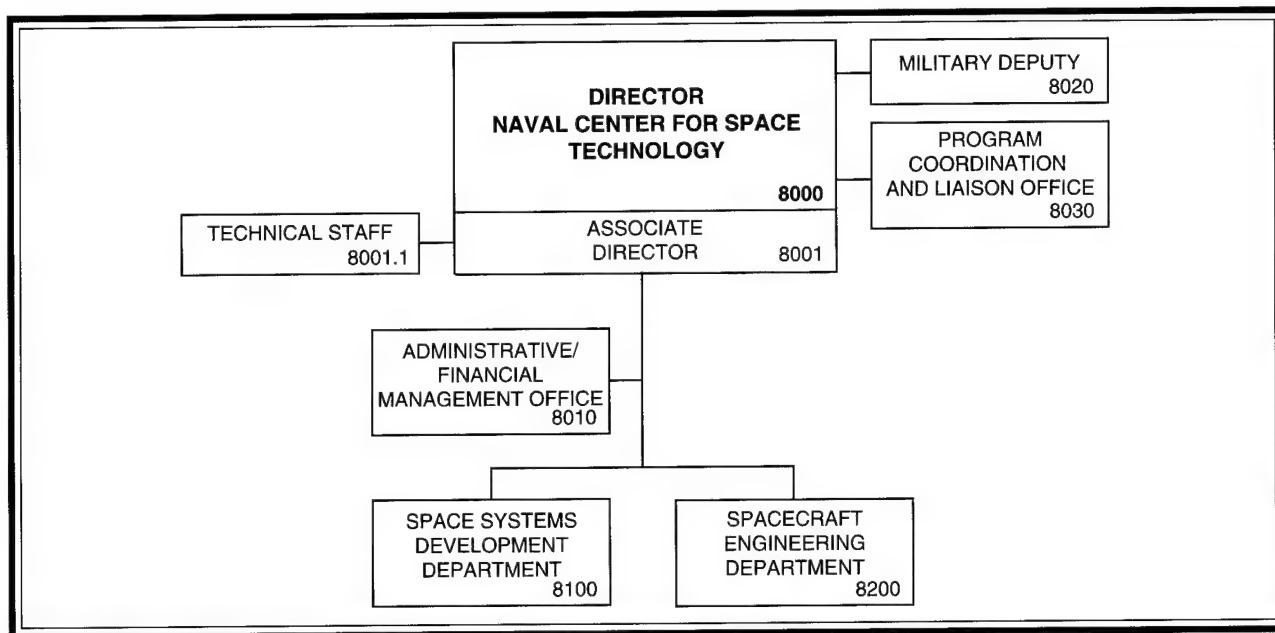 DIRECTOR
NAVAL CENTER FOR SPACE
TECHNOLOGY
8000
ASSOCIATE
DIRECTOR
8001
MILITARY DEPUTY
8020
PROGRAM
COORDINATION
AND LIAISON OFFICE
8030
TECHNICAL STAFF
8001.1
ADMINISTRATIVE/
FINANCIAL
MANAGEMENT OFFICE
8010
SPACE SYSTEMS
DEVELOPMENT
DEPARTMENT
8100
SPACECRAFT
ENGINEERING
DEPARTMENT
8200